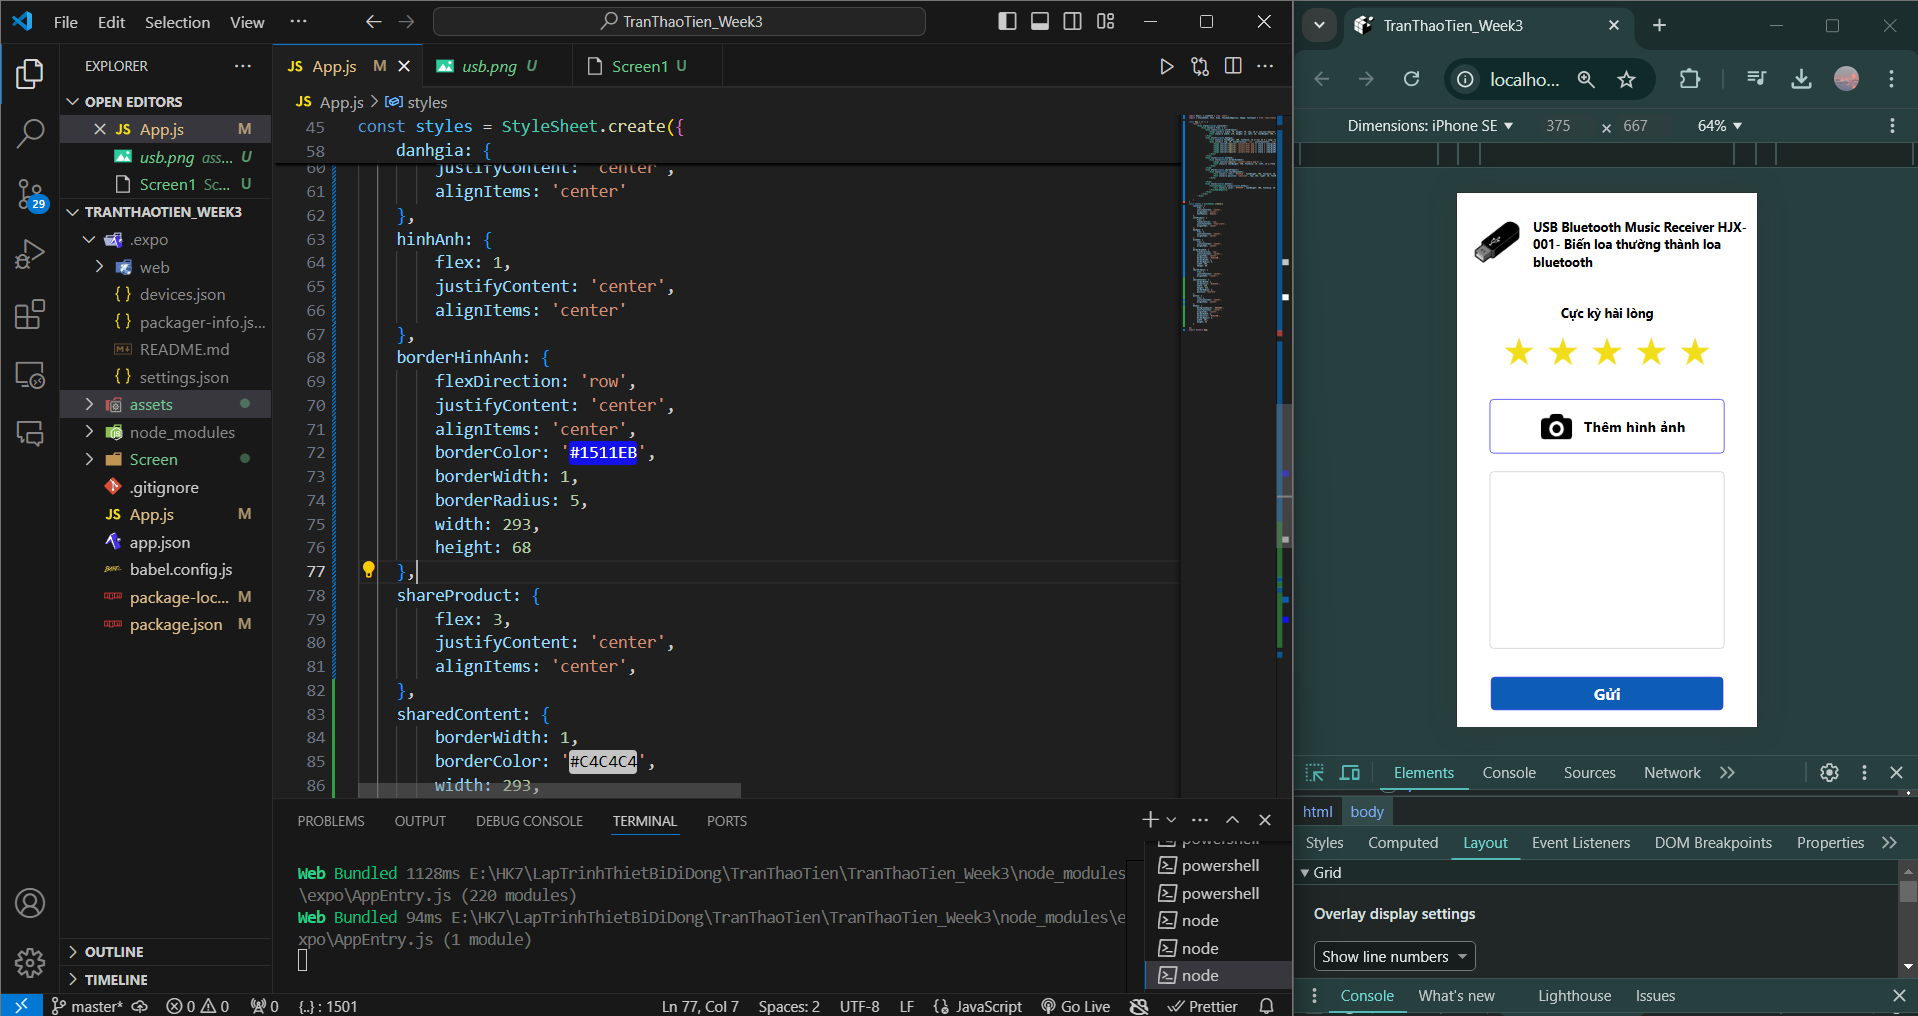 File Edit Selection View ··· TranThaoTien_Week3
EXPLORER
OPEN EDITORS
JS App.js M
usb.png ass... U
Screen1 Sc... U
TRANTHAOTIEN_WEEK3
.expo
web
{} devices.json
{} packager-info.js...
README.md
{} settings.json
assets
node_modules
Screen
.gitignore
JS App.js M
app.json
babel.config.js
package-loc... M
package.json M
OUTLINE
TIMELINE
29
JS App.js M
usb.png U
Screen1 U
JS App.js > styles
45 const styles = StyleSheet.create({
58 danhgia: {
60 justifyContent: 'center',
61 alignItems: 'center'
62 },
63 hinhAnh: {
64 flex: 1,
65 justifyContent: 'center',
66 alignItems: 'center'
67 },
68 borderHinhAnh: {
69 flexDirection: 'row',
70 justifyContent: 'center',
71 alignItems: 'center',
72 borderColor: '#1511EB',
73 borderWidth: 1,
74 borderRadius: 5,
75 width: 293,
76 height: 68
77 },
78 shareProduct: {
79 flex: 3,
80 justifyContent: 'center',
81 alignItems: 'center',
82 },
83 sharedContent: {
84 borderWidth: 1,
85 borderColor: '#C4C4C4',
86 width: 293,
PROBLEMS OUTPUT DEBUG CONSOLE TERMINAL PORTS
Web Bundled 1128ms E:\HK7\LapTrinhThietBiDiDong\TranThaoTien\TranThaoTien_Week3\node_modules
\expo\AppEntry.js (220 modules)
Web Bundled 94ms E:\HK7\LapTrinhThietBiDiDong\TranThaoTien\TranThaoTien_Week3\node_modules\e
xpo\AppEntry.js (1 module)
powershell
powershell
powershell
node
node
node
master* 0 0 0 {..} : 1501 Ln 77, Col 7 Spaces: 2 UTF-8 LF {} JavaScript Go Live Prettier
TranThaoTien_Week3
localho...
Dimensions: iPhone SE 375 × 667 64%
USB Bluetooth Music Receiver HJX-
001- Biến loa thường thành loa
bluetooth
Cực kỳ hài lòng
Thêm hình ảnh
Gửi
Elements Console Sources Network
html body
Styles Computed Layout Event Listeners DOM Breakpoints Properties
Grid
Overlay display settings
Show line numbers
Console What's new Lighthouse Issues